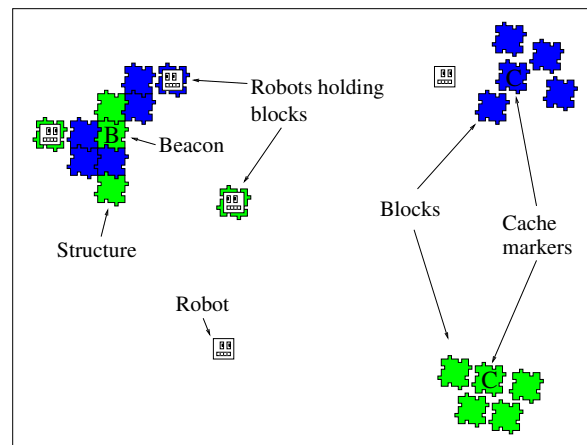 C
Robots holding
blocks
B
Beacon
Blocks
Cache
markers
Structure
Robot
C